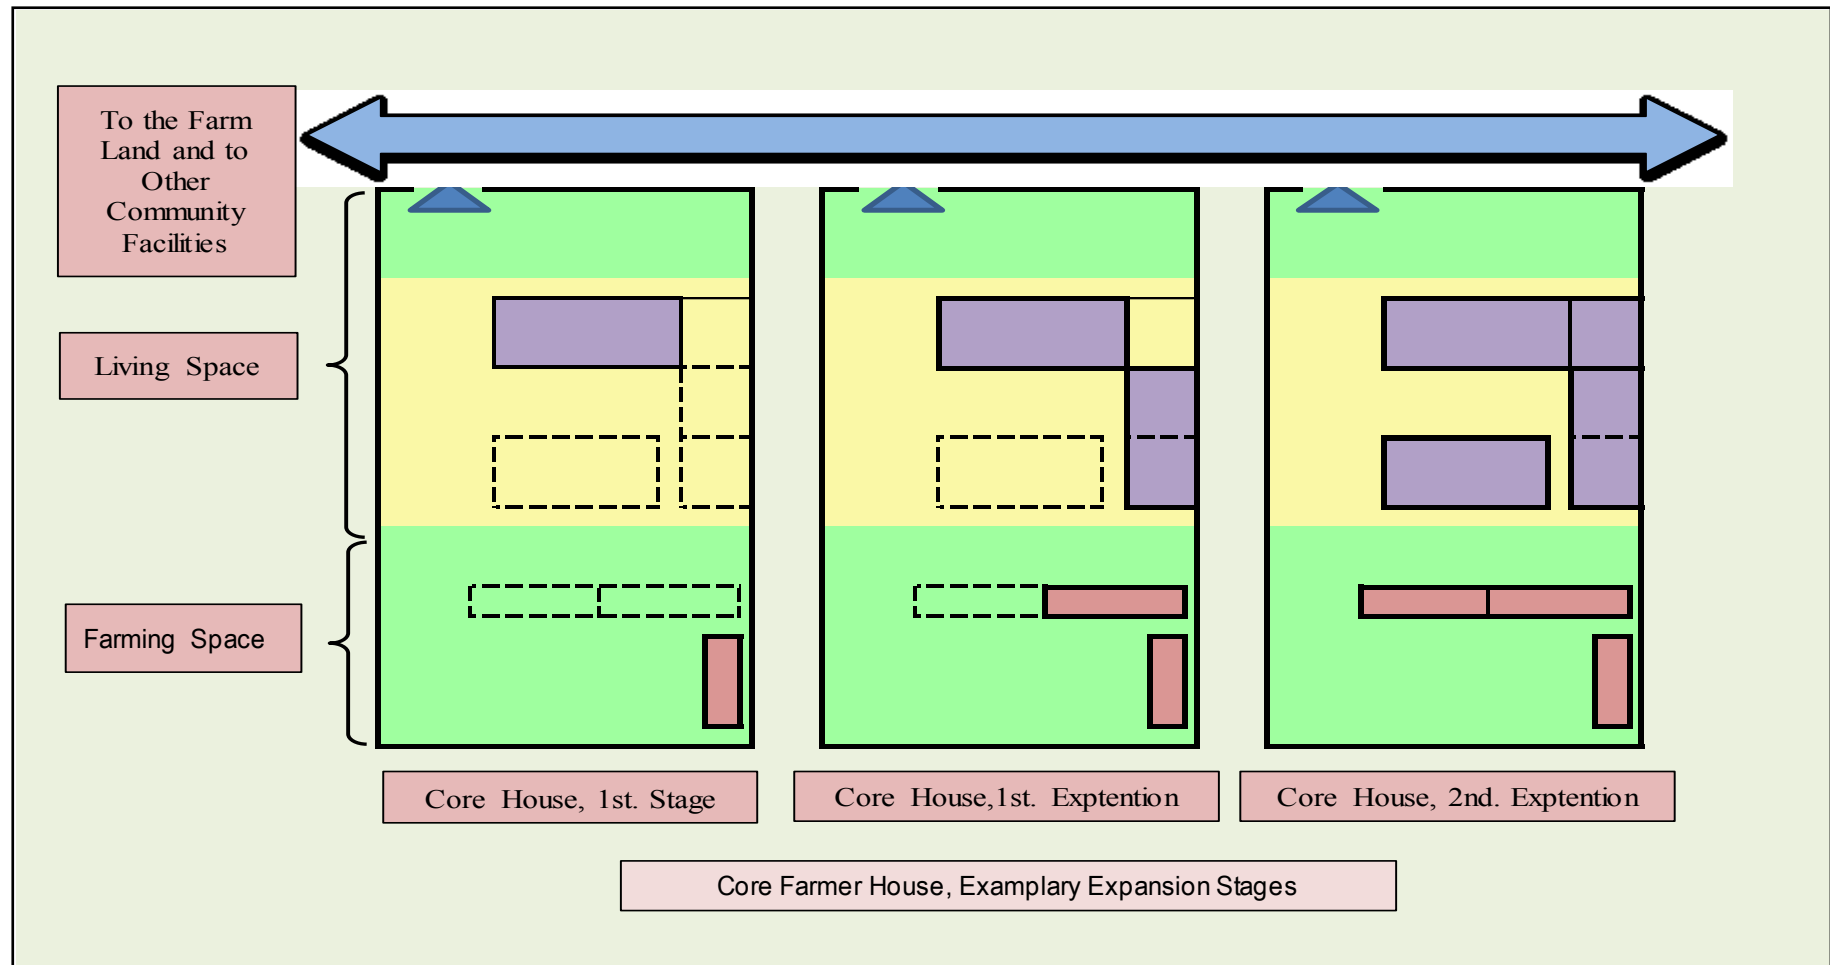 To the Farm
Land and to
Other
Community
Facilities
Living Space
Farming Space
Core House, 1st. Stage
Core House,1st. Exptention
Core House, 2nd. Exptention
Core Farmer House, Examplary Expansion Stages